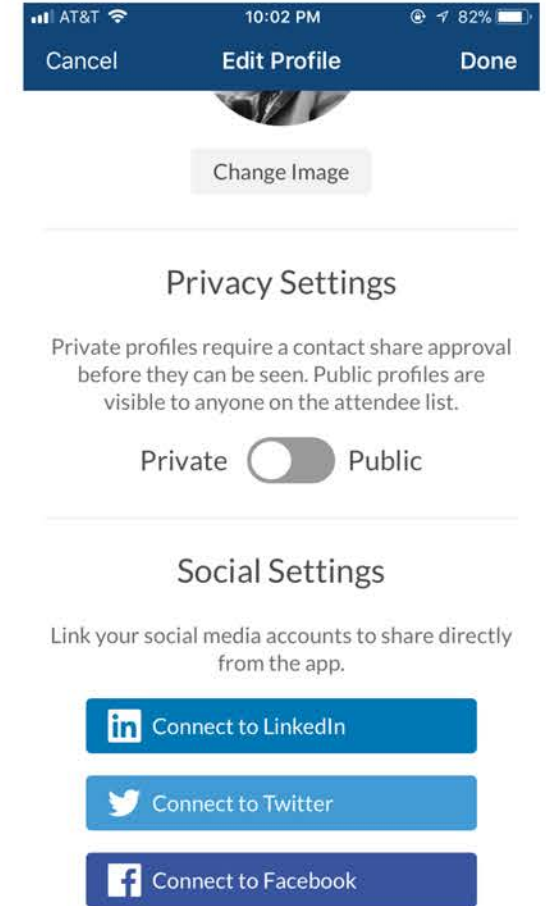 AT&T 10:02 PM 82%
Cancel Edit Profile Done
Change Image
Privacy Settings
Private profiles require a contact share approval
before they can be seen. Public profiles are
visible to anyone on the attendee list.
Private Public
Social Settings
Link your social media accounts to share directly
from the app.
in Connect to LinkedIn
Connect to Twitter
f Connect to Facebook